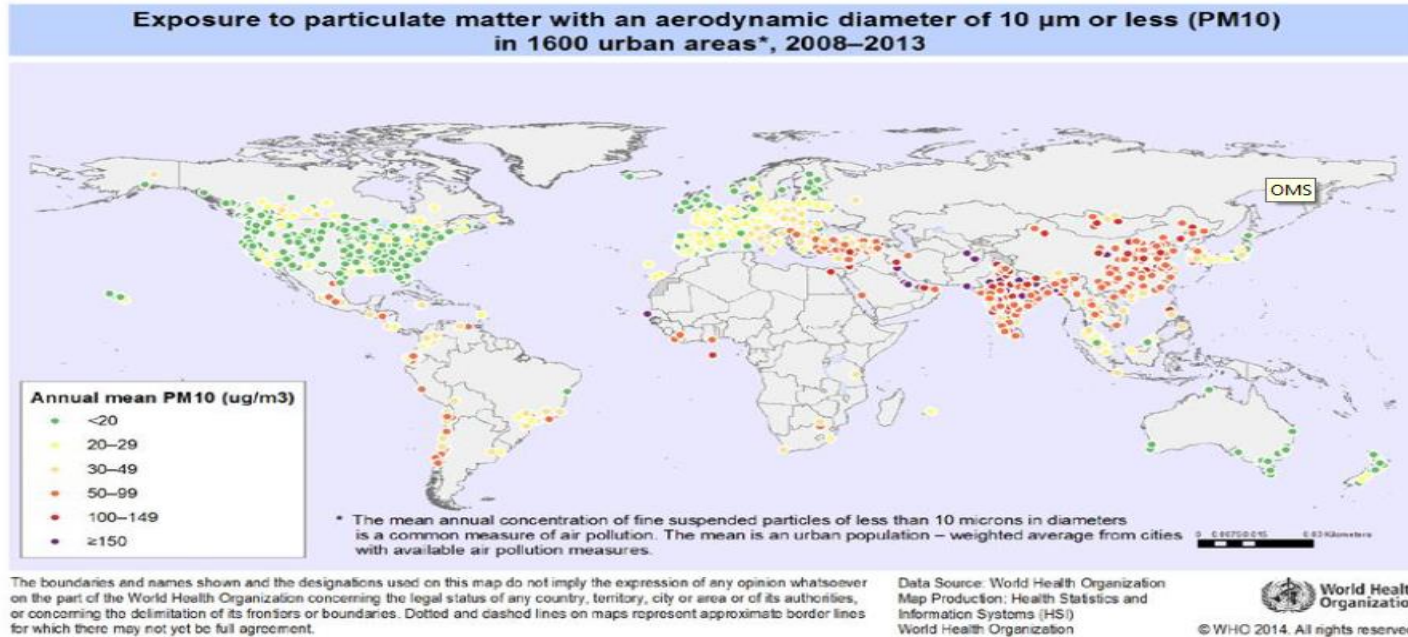 Exposure to particulate matter with an aerodynamic diameter of 10 µm or less (PM10)
in 1600 urban areas*, 2008–2013
OMS
Annual mean PM10 (ug/m3)
<20
20–29
30–49
50–99
100–149
≥150
* The mean annual concentration of fine suspended particles of less than 10 microns in diameters
is a common measure of air pollution. The mean is an urban population – weighted average from cities
with available air pollution measures.
Kilometers
The boundaries and names shown and the designations used on this map do not imply the expression of any opinion whatsoever
on the part of the World Health Organization concerning the legal status of any country, territory, city or area or of its authorities,
or concerning the delimitation of its frontiers or boundaries. Dotted and dashed lines on maps represent approximate border lines
for which there may not yet be full agreement.
Data Source: World Health Organization
Map Production: Health Statistics and
Information Systems (HSI)
World Health Organization
World Health
Organization
© WHO 2014. All rights reserved